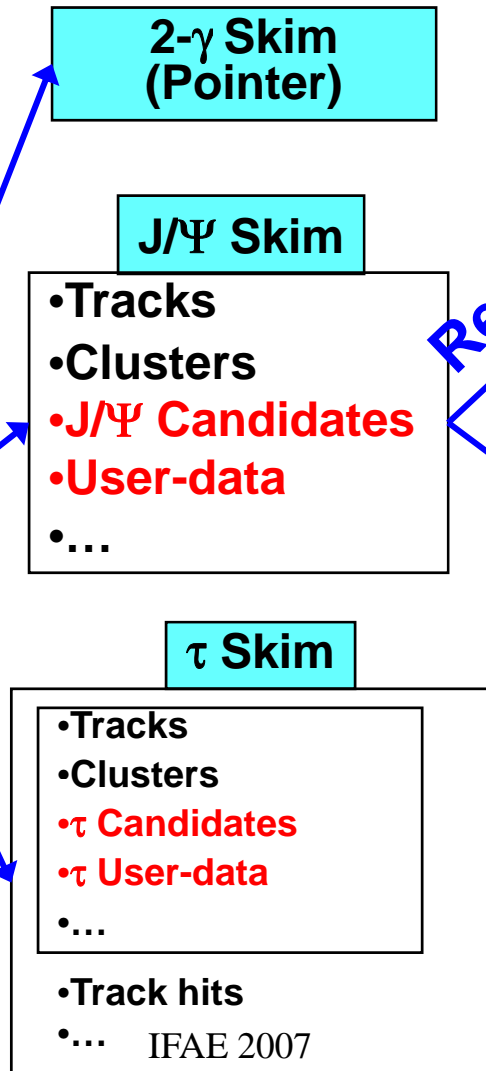 2-γ Skim
(Pointer)
J/Ψ Skim
•Tracks
•Clusters
•J/Ψ Candidates
•User-data
•…
Re
τ Skim
•Tracks
•Clusters
•τ Candidates
•τ User-data
•…
•Track hits
•…
IFAE 2007